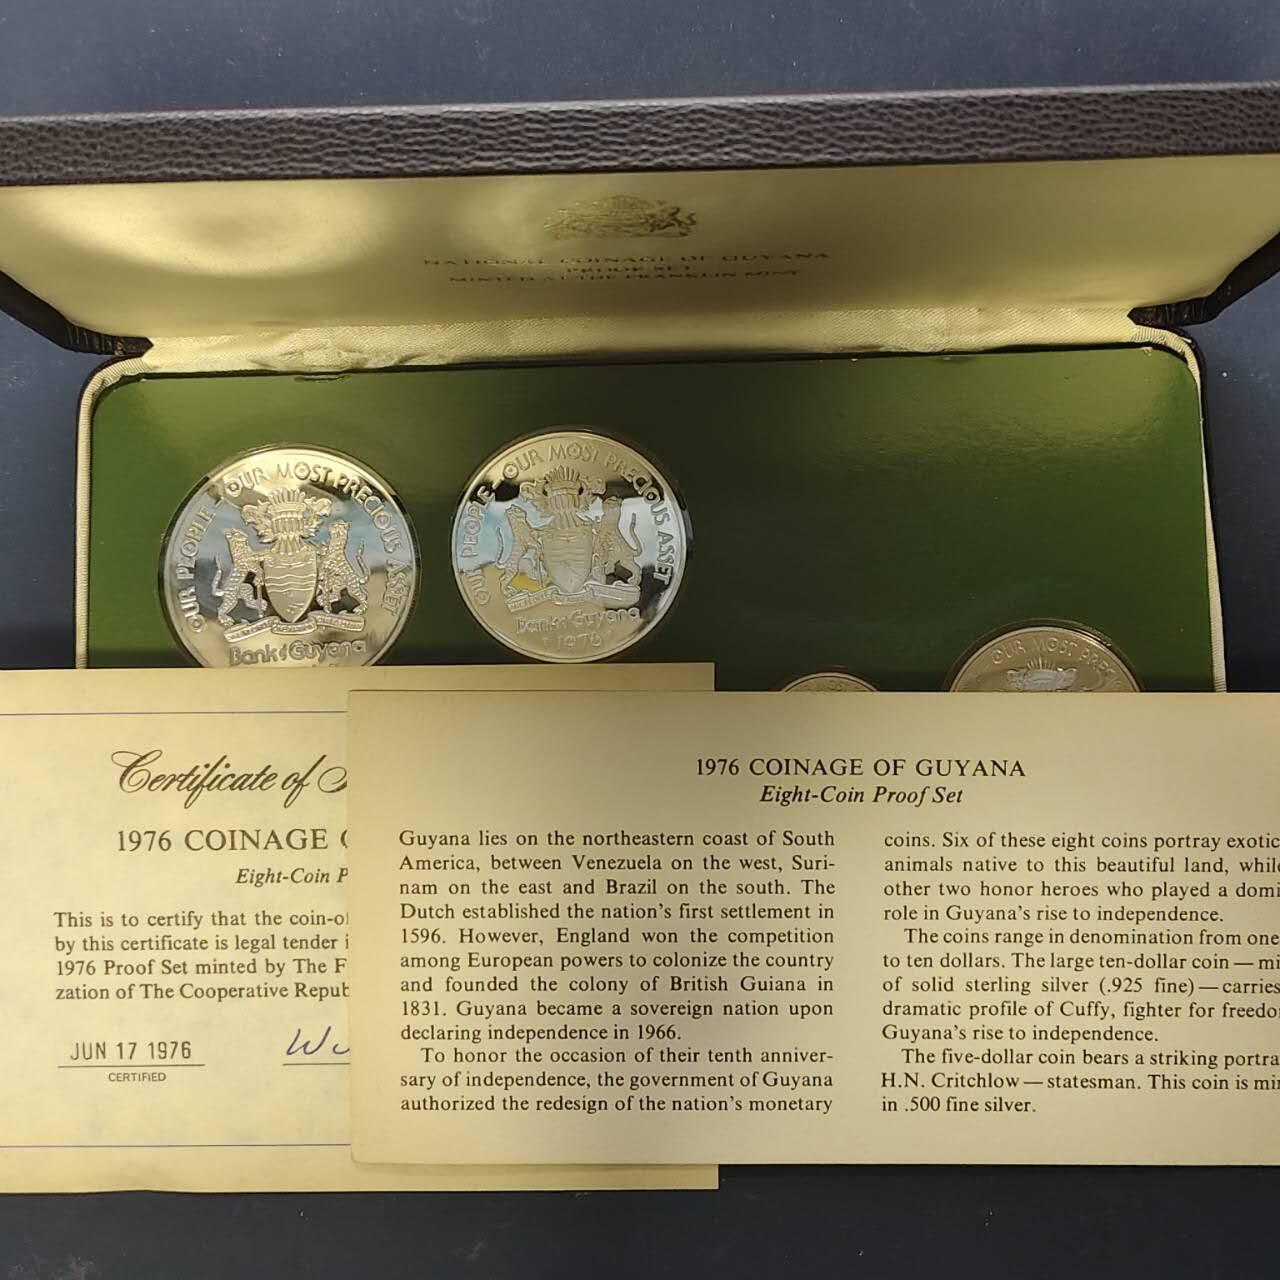 NATIONAL COINAGE OF GUYANA
PROOF SET
MINTED AT THE FRANKLIN MINT
OUR PEOPLE - OUR MOST PRECIOUS ASSET
Bank of Guyana
OUR PEOPLE - OUR MOST PRECIOUS ASSET
Bank of Guyana
1976
OUR MOST PRECI
Certificate of
1976 COINAGE
Eight-Coin P
This is to certify that the coin-o
by this certificate is legal tender i
1976 Proof Set minted by The F
zation of The Cooperative Repub
JUN 17 1976
CERTIFIED
1976 COINAGE OF GUYANA
Eight-Coin Proof Set
Guyana lies on the northeastern coast of South
America, between Venezuela on the west, Suri-
nam on the east and Brazil on the south. The
Dutch established the nation's first settlement in
1596. However, England won the competition
among European powers to colonize the country
and founded the colony of British Guiana in
1831. Guyana became a sovereign nation upon
declaring independence in 1966.
To honor the occasion of their tenth anniver-
sary of independence, the government of Guyana
authorized the redesign of the nation's monetary
coins. Six of these eight coins portray exotic
animals native to this beautiful land, while
other two honor heroes who played a domi
role in Guyana's rise to independence.
The coins range in denomination from one
to ten dollars. The large ten-dollar coin — mi
of solid sterling silver (.925 fine) — carries
dramatic profile of Cuffy, fighter for freedo
Guyana's rise to independence.
The five-dollar coin bears a striking portra
H.N. Critchlow — statesman. This coin is mi
in .500 fine silver.